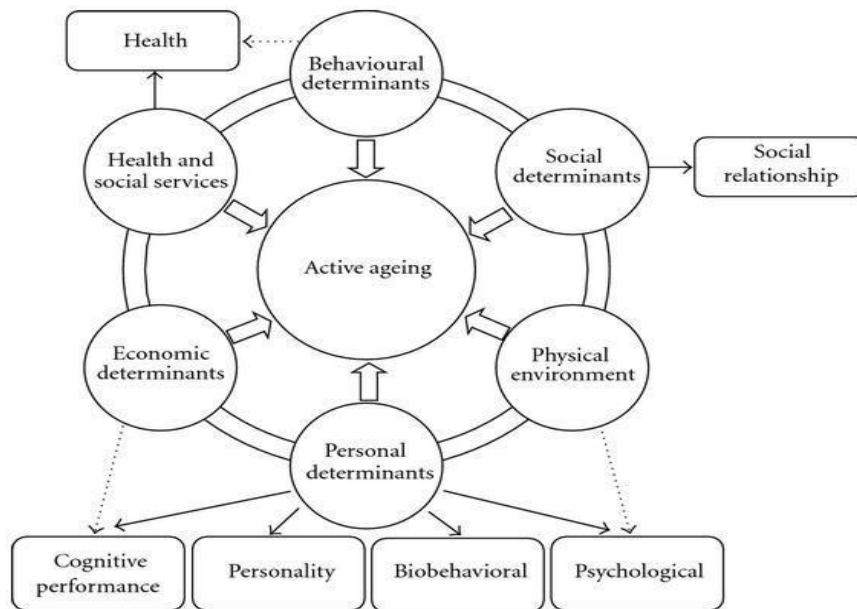 Health
Behavioural
determinants
Health and
social services
Social
determinants
Social
relationship
Active ageing
Economic
determinants
Physical
environment
Personal
determinants
Cognitive
performance
Personality
Biobehavioral
Psychological